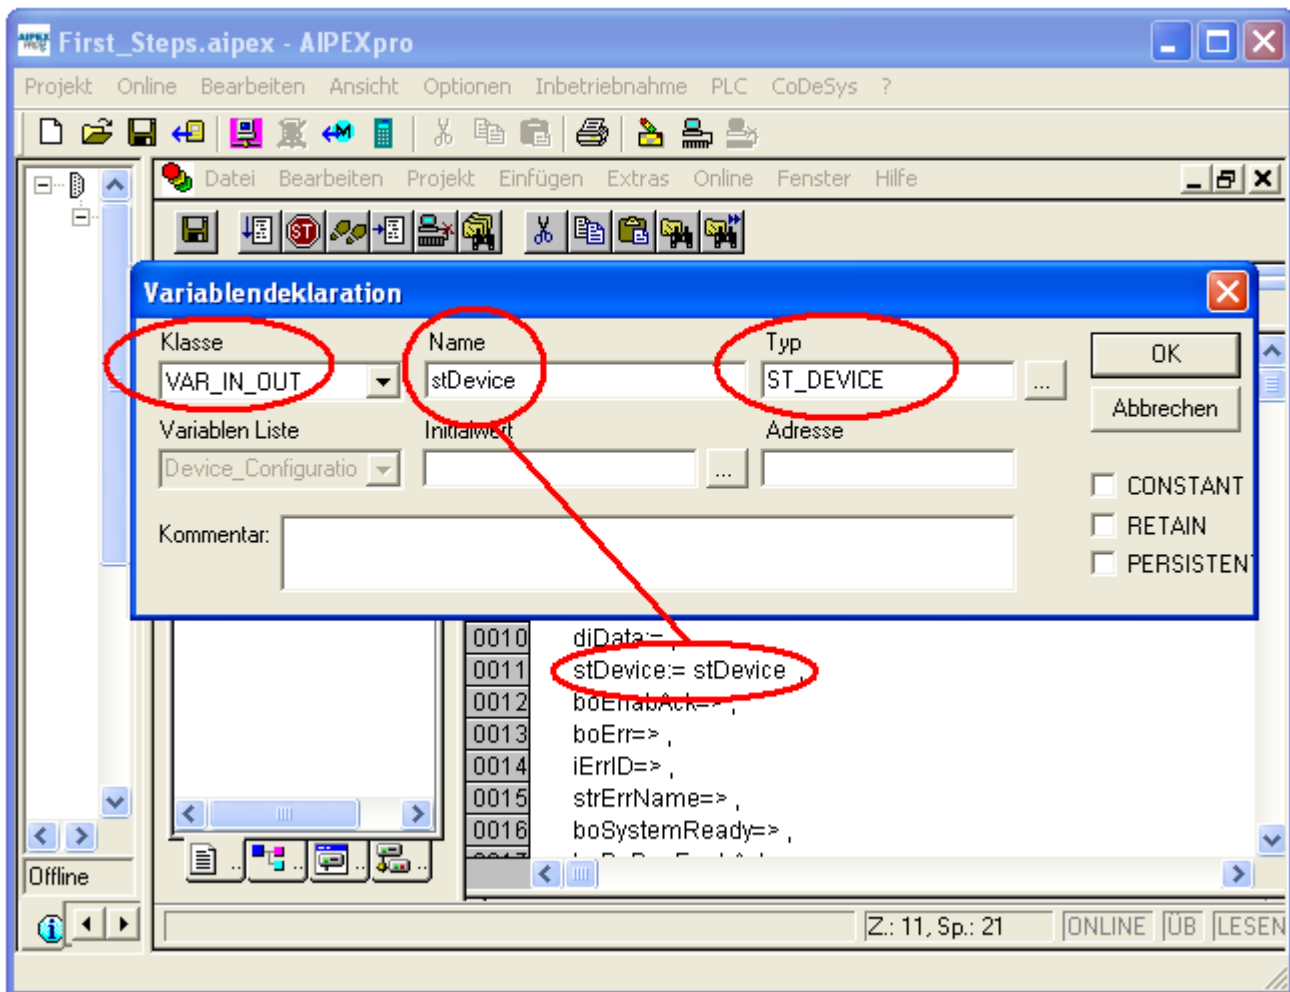 First_Steps.aipex - AIPEXpro
Projekt Online Bearbeiten Ansicht Optionen Inbetriebnahme PLC CoDeSys ?
Datei Bearbeiten Projekt Einfügen Extras Online Fenster Hilfe
Variablendeklaration
Klasse Name Typ
VAR_IN_OUT stDevice ST_DEVICE ... OK
Abbrechen
Variablen Liste Initialwert Adresse
Device_Configuratio ...
CONSTANT
RETAIN
Kommentar:
PERSISTENT
0010 diData:= ,
0011 stDevice:= stDevice ,
0012 boEnabAck=> ,
0013 boErr=> ,
0014 iErrID=> ,
0015 strErrName=> ,
0016 boSystemReady=> ,
0017
Offline
Z.: 11, Sp.: 21 ONLINE ÜB LESEN